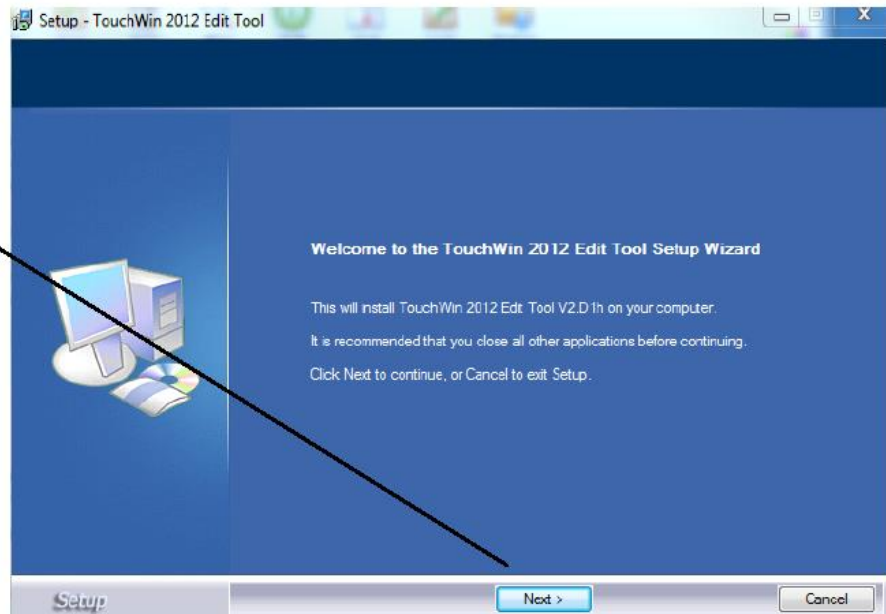 Setup - TouchWin 2012 Edit Tool
Welcome to the TouchWin 2012 Edit Tool Setup Wizard
This will install TouchWin 2012 Edit Tool V2.D1h on your computer.
It is recommended that you close all other applications before continuing.
Click Next to continue, or Cancel to exit Setup.
Setup
Next >
Cancel